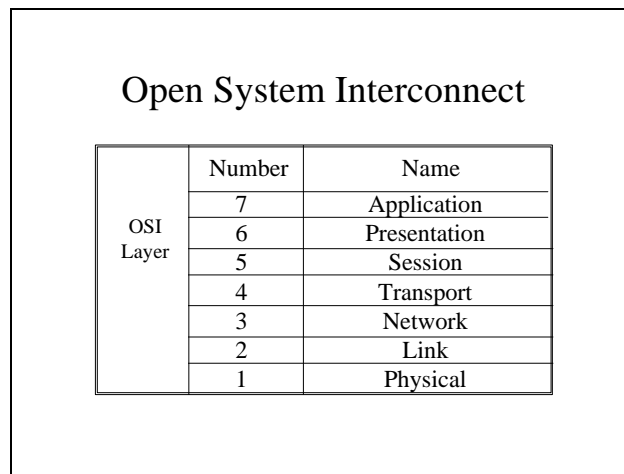 Open System Interconnect
OSI
Layer
Number Name
7 Application
6 Presentation
5 Session
4 Transport
3 Network
2 Link
1 Physical